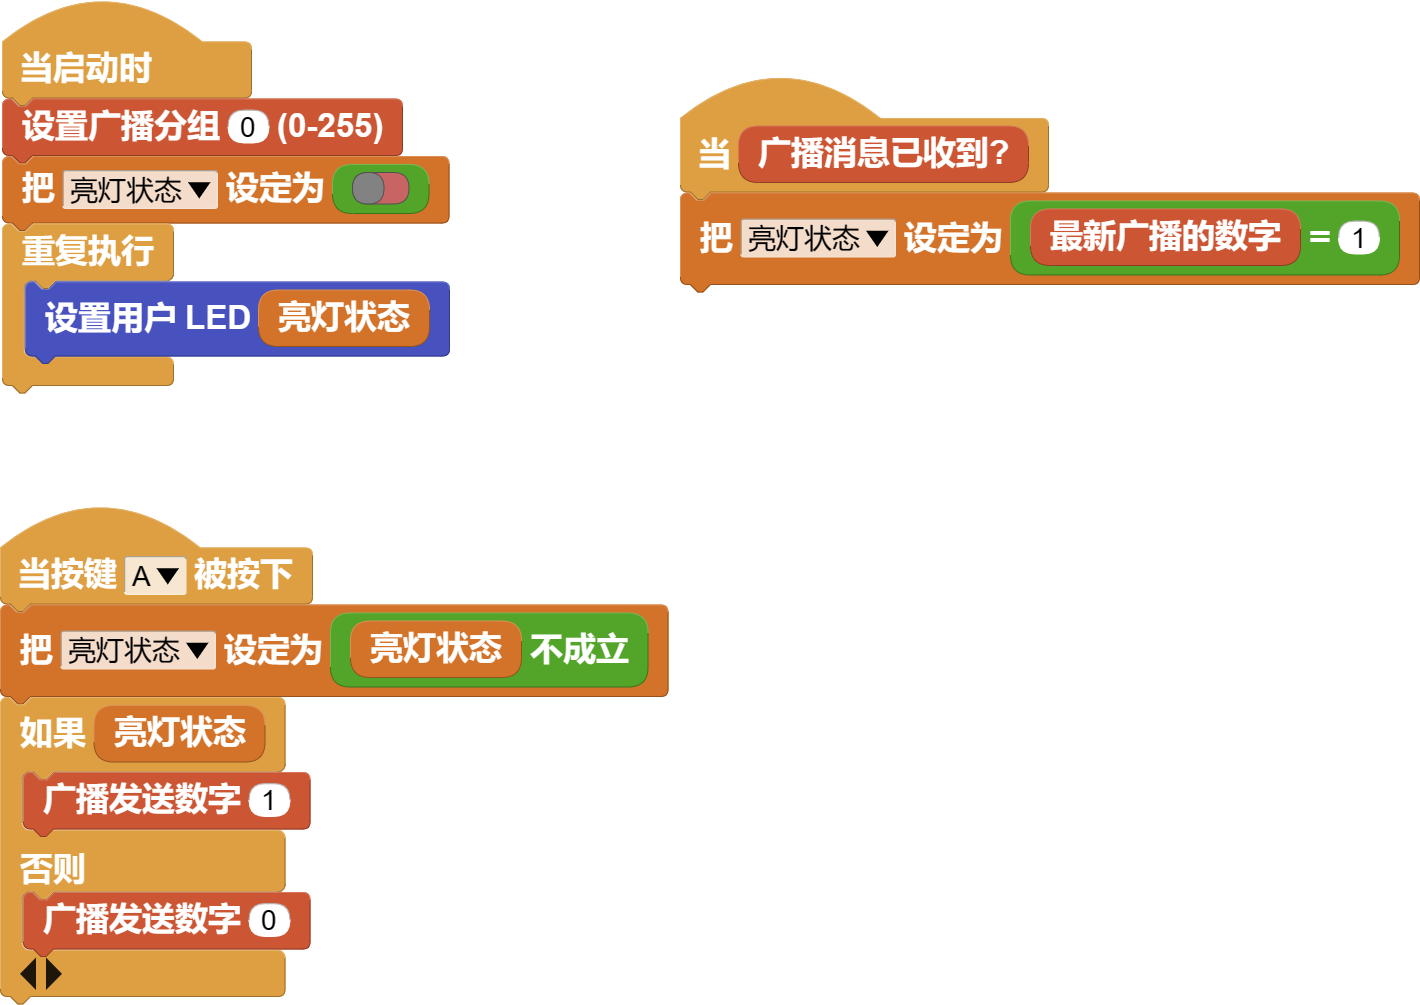 当启动时
设置广播分组 0 (0-255)
把 亮灯状态 设定为
重复执行
设置用户 LED 亮灯状态
当 广播消息已收到?
把 亮灯状态 设定为 最新广播的数字 = 1
当按键 A 被按下
把 亮灯状态 设定为 亮灯状态 不成立
如果 亮灯状态
广播发送数字 1
否则
广播发送数字 0